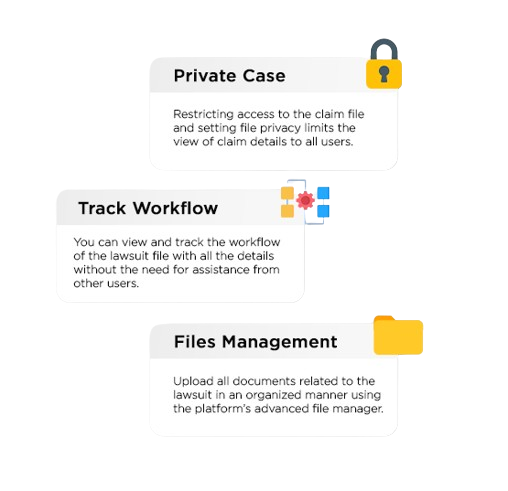 Private Case
Restricting access to the claim file
and setting file privacy limits the
view of claim details to all users.
Track Workflow
You can view and track the workflow
of the lawsuit file with all the details
without the need for assistance from
other users.
Files Management
Upload all documents related to the
lawsuit in an organized manner using
the platform's advanced file manager.